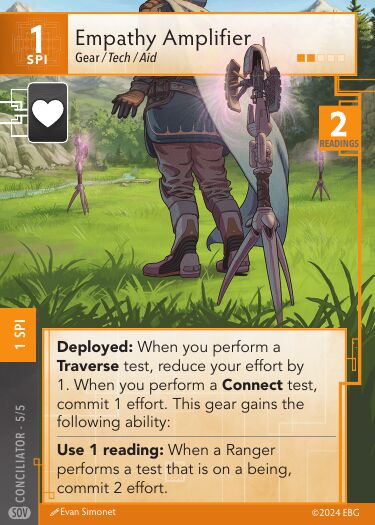 1
SPI
Empathy Amplifier
Gear / Tech / Aid
2
READINGS
1 SPI
Deployed: When you perform a
Traverse test, reduce your effort by
1. When you perform a Connect test,
commit 1 effort. This gear gains the
following ability:
Use 1 reading: When a Ranger
performs a test that is on a being,
commit 2 effort.
SOV CONCILIATOR - 5/5
Evan Simonet
©2024 EBG